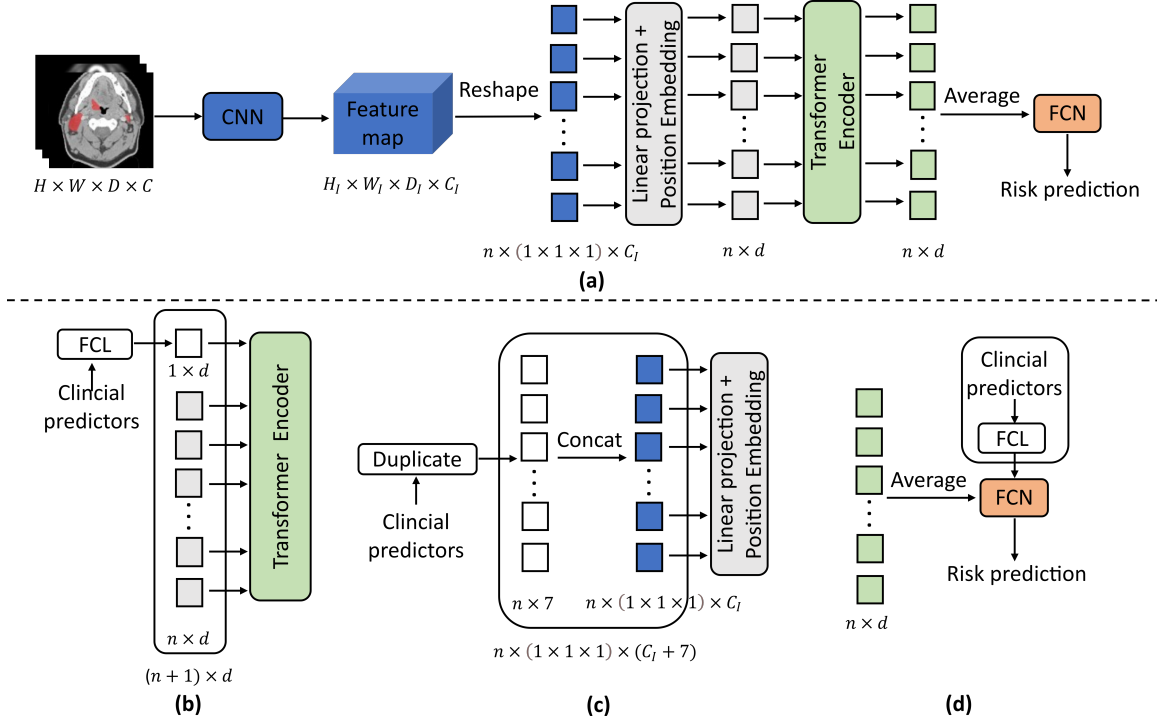 H × W × D × C
CNN
Feature
map
H_I × W_I × D_I × C_I
Reshape
n × (1 × 1 × 1) × C_I
Linear projection +
Position Embedding
n × d
Transformer
Encoder
n × d
Average
FCN
Risk prediction
(a)
FCL
Clincial
predictors
1 × d
n × d
(n + 1) × d
Transformer Encoder
(b)
Duplicate
Clincial
predictors
Concat
n × 7
n × (1 × 1 × 1) × C_I
n × (1 × 1 × 1) × (C_I + 7)
Linear projection +
Position Embedding
(c)
n × d
Average
Clincial
predictors
FCL
FCN
Risk prediction
(d)